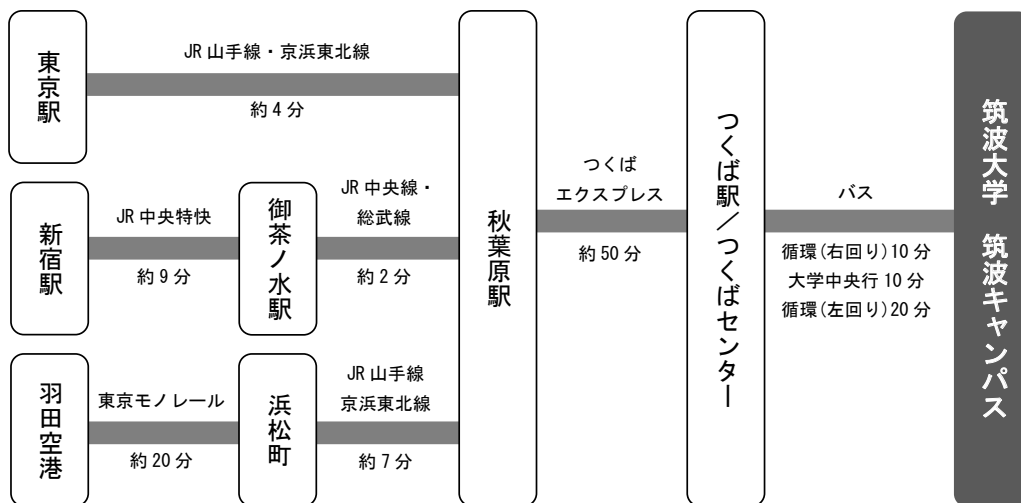 東京駅
JR 山手線・京浜東北線
約 4 分
新宿駅
JR 中央特快
約 9 分
御茶ノ水駅
JR 中央線・
総武線
約 2 分
羽田空港
東京モノレール
約 20 分
浜松町
JR 山手線
京浜東北線
約 7 分
秋葉原駅
つくば
エクスプレス
約 50 分
つくば駅／つくばセンター
バス
循環(右回り)10 分
大学中央行 10 分
循環(左回り)20 分
筑波大学 筑波キャンパス